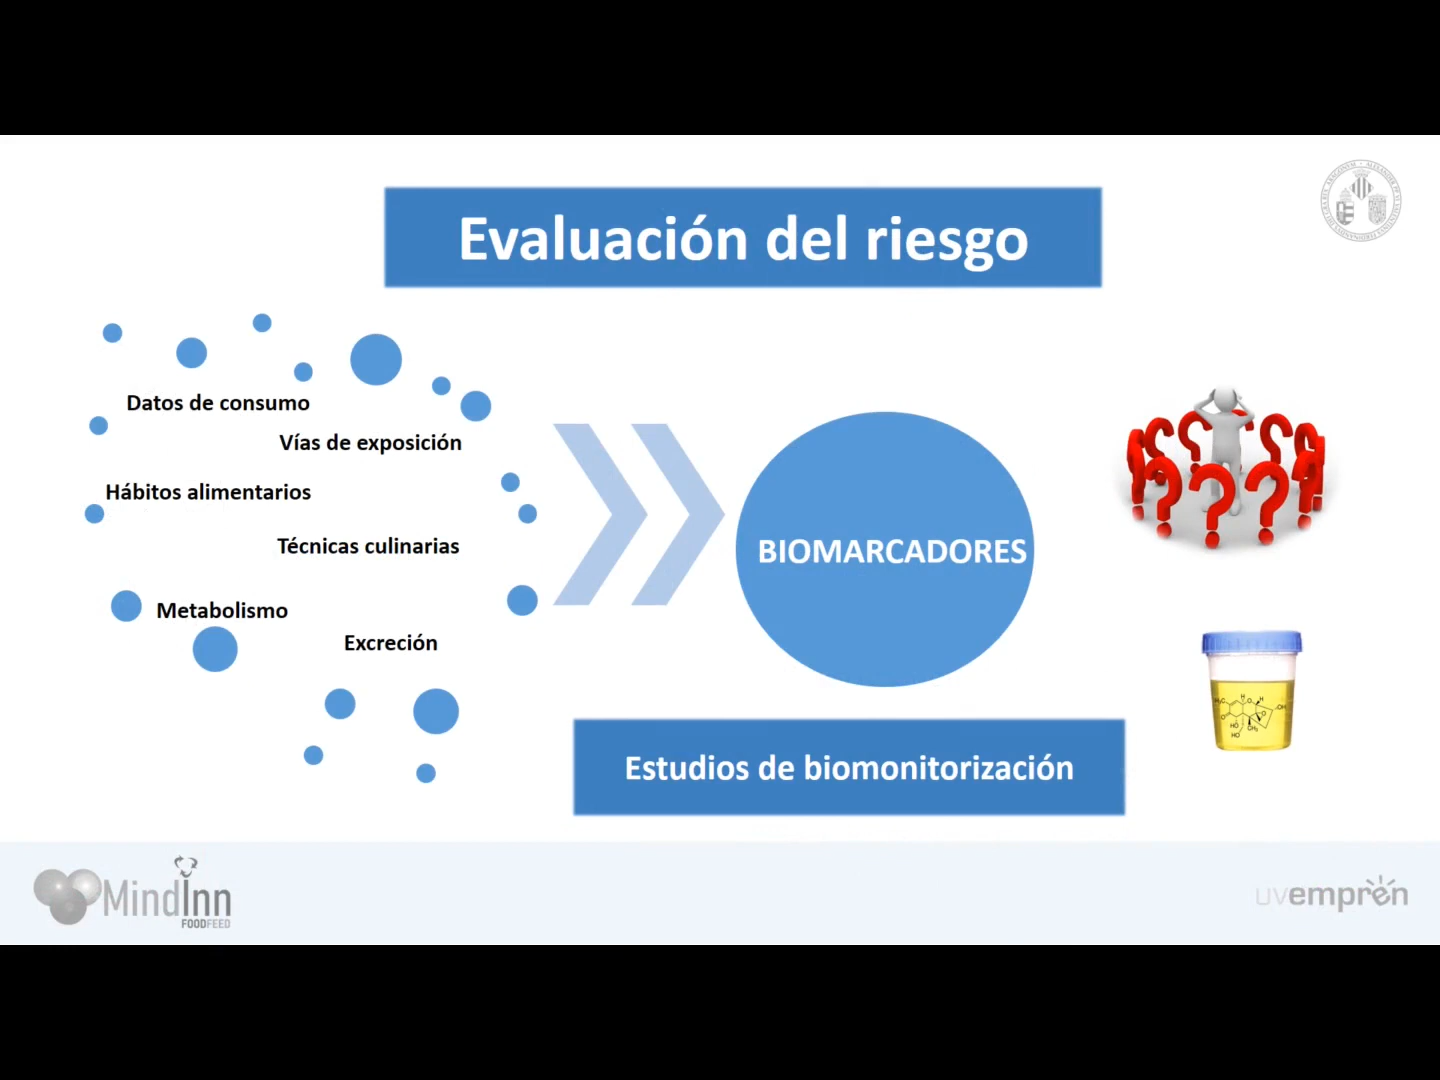 Evaluación del riesgo
Datos de consumo
Vías de exposición
Hábitos alimentarios
Técnicas culinarias
Metabolismo
Excreción
BIOMARCADORES
Estudios de biomonitorización
MindInn
FOODFEED
uvemprén